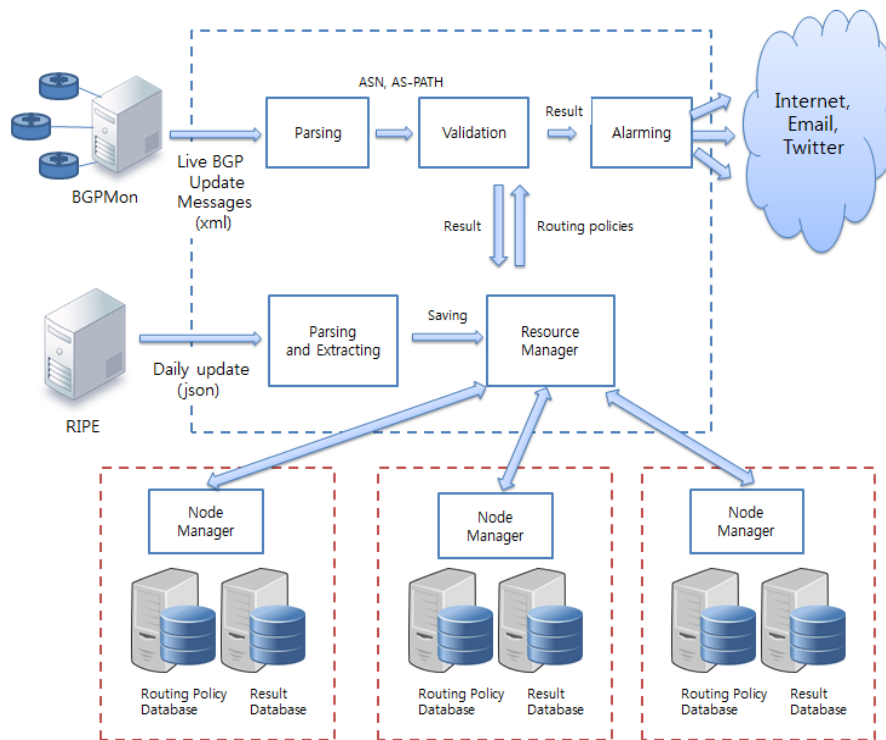 ASN, AS-PATH
Parsing
Validation
Result
Alarming
Internet,
Email,
Twitter
BGPMon
Live BGP
Update
Messages
(xml)
Result
Routing policies
Parsing
and Extracting
Saving
Resource
Manager
Daily update
(json)
RIPE
Node
Manager
Routing Policy
Database
Result
Database
Node
Manager
Routing Policy
Database
Result
Database
Node
Manager
Routing Policy
Database
Result
Database